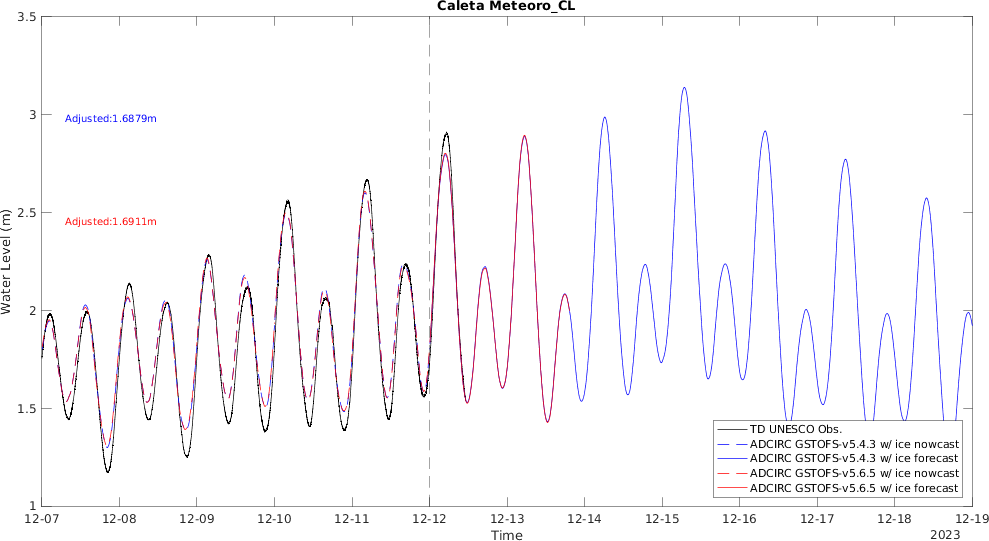 Caleta Meteoro_CL
3.5
3
2.5
2
1.5
1
Water Level (m)
Adjusted:1.6879m
Adjusted:1.6911m
TD UNESCO Obs.
ADCIRC GSTOFS-v5.4.3 w/ ice nowcast
ADCIRC GSTOFS-v5.4.3 w/ ice forecast
ADCIRC GSTOFS-v5.6.5 w/ ice nowcast
ADCIRC GSTOFS-v5.6.5 w/ ice forecast
12-07 12-08 12-09 12-10 12-11 12-12 12-13 12-14 12-15 12-16 12-17 12-18 12-19
Time
2023